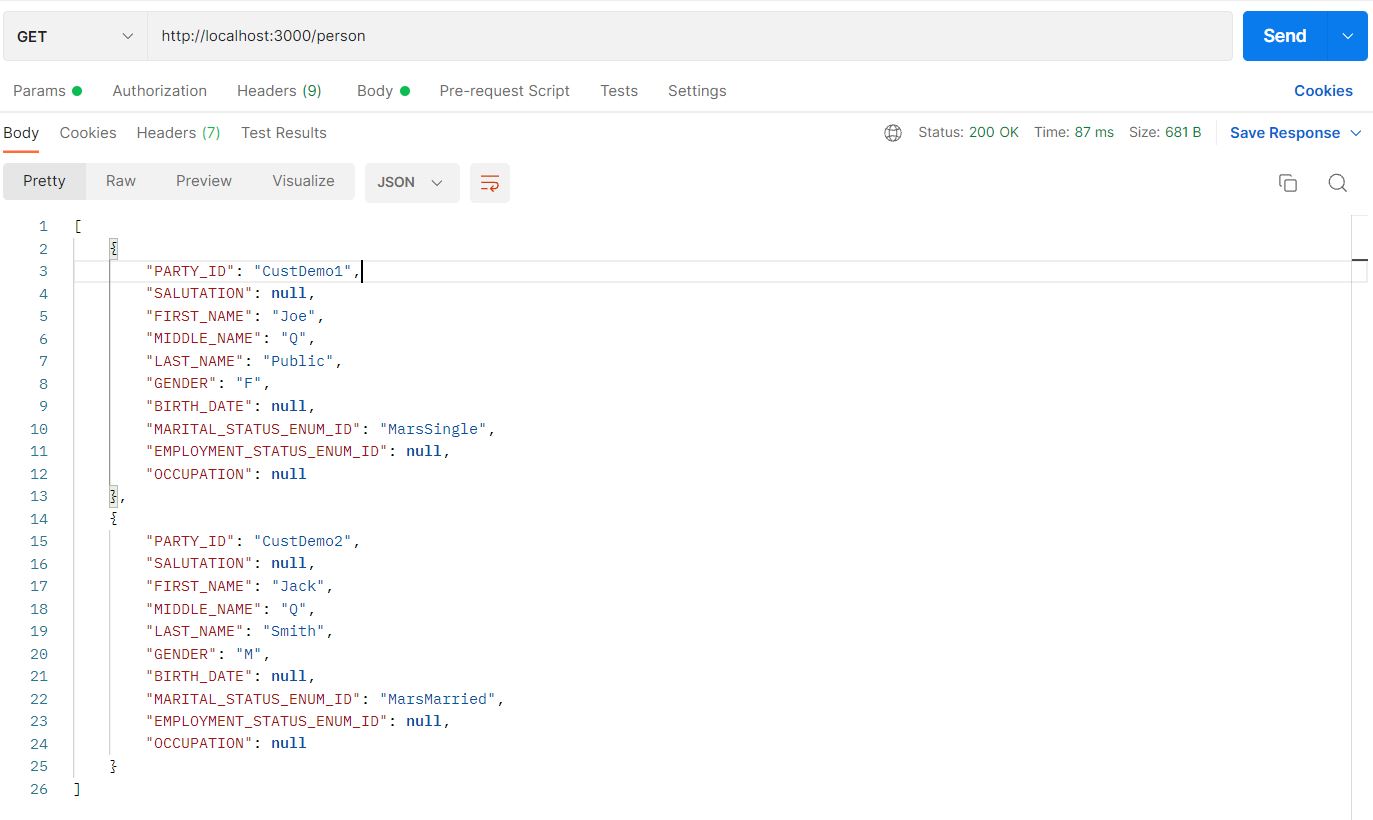 GET http://localhost:3000/person Send
Params Authorization Headers (9) Body Pre-request Script Tests Settings Cookies
Body Cookies Headers (7) Test Results Status: 200 OK Time: 87 ms Size: 681 B Save Response
Pretty Raw Preview Visualize JSON
1 [
2 {
3 "PARTY_ID": "CustDemo1",
4 "SALUTATION": null,
5 "FIRST_NAME": "Joe",
6 "MIDDLE_NAME": "Q",
7 "LAST_NAME": "Public",
8 "GENDER": "F",
9 "BIRTH_DATE": null,
10 "MARITAL_STATUS_ENUM_ID": "MarsSingle",
11 "EMPLOYMENT_STATUS_ENUM_ID": null,
12 "OCCUPATION": null
13 },
14 {
15 "PARTY_ID": "CustDemo2",
16 "SALUTATION": null,
17 "FIRST_NAME": "Jack",
18 "MIDDLE_NAME": "Q",
19 "LAST_NAME": "Smith",
20 "GENDER": "M",
21 "BIRTH_DATE": null,
22 "MARITAL_STATUS_ENUM_ID": "MarsMarried",
23 "EMPLOYMENT_STATUS_ENUM_ID": null,
24 "OCCUPATION": null
25 }
26 ]